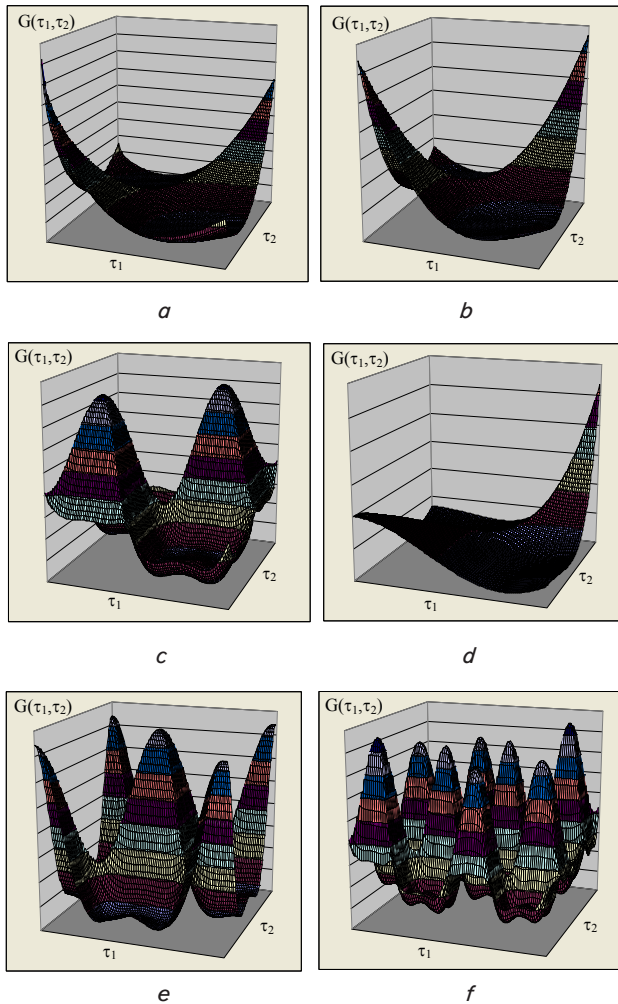 G(τ₁,τ₂)
τ₂
τ₁
a
G(τ₁,τ₂)
τ₂
τ₁
b
G(τ₁,τ₂)
τ₂
τ₁
c
G(τ₁,τ₂)
τ₂
τ₁
d
G(τ₁,τ₂)
τ₂
τ₁
e
G(τ₁,τ₂)
τ₂
τ₁
f